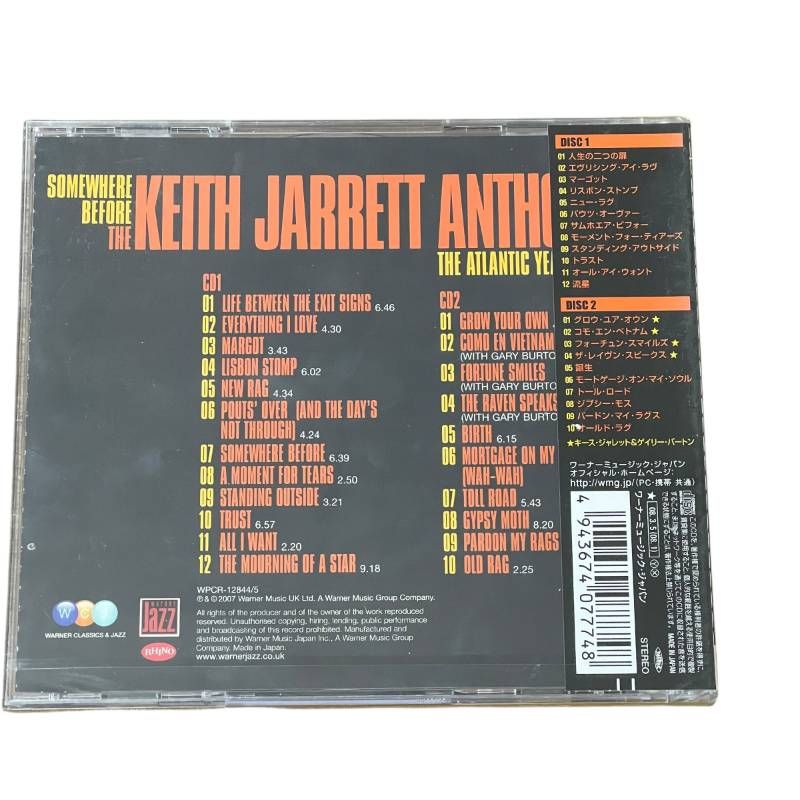 SOMEWHERE
BEFORE
THE
KEITH JARRETT ANTHO
THE ATLANTIC YEA
CD1
01 LIFE BETWEEN THE EXIT SIGNS 6.46
02 EVERYTHING I LOVE 4.30
03 MARGOT 3.43
04 LISBON STOMP 6.02
05 NEW RAG 4.34
06 POUTS' OVER (AND THE DAY'S
NOT THROUGH) 4.24
07 SOMEWHERE BEFORE 6.39
08 A MOMENT FOR TEARS 2.50
09 STANDING OUTSIDE 3.21
10 TRUST 6.57
11 ALL I WANT 2.20
12 THE MOURNING OF A STAR 9.18
CD2
01 GROW YOUR OWN
02 COMO EN VIETNAM
(WITH GARY BURTO
03 FORTUNE SMILES
(WITH GARY BURTO
04 THE RAVEN SPEAKS
(WITH GARY BURTO
05 BIRTH 6.15
06 MORTGAGE ON MY
(WAH-WAH)
07 TOLL ROAD 5.43
08 GYPSY MOTH 8.20
09 PARDON MY RAGS
10 OLD RAG 2.25
WPCR-12844/5
℗ & © 2007 Warner Music UK Ltd. A Warner Music Group Company.
All rights of the producer and of the owner of the work reproduced
reserved. Unauthorised copying, hiring, lending, public performance
and broadcasting of this record prohibited. Manufactured and
distributed by Warner Music Japan Inc., A Warner Music Group
Company. Made in Japan.
www.warnerjazz.co.uk
WCJ
WARNER CLASSICS & JAZZ
WARNER
JAZZ
RHINO
DISC 1
01 人生の二つの扉
02 エヴリシング・アイ・ラヴ
03 マーゴット
04 リスボン・ストンプ
05 ニュー・ラグ
06 パウツ・オーヴァー
07 サムホエア・ビフォー
08 モーメント・フォー・ティアーズ
09 スタンディング・アウトサイド
10 トラスト
11 オール・アイ・ウォント
12 流星
DISC 2
01 グロウ・ユア・オウン ★
02 コモ・エン・ベトナム ★
03 フォーチュン・スマイルズ ★
04 ザ・レイヴン・スピークス ★
05 誕生
06 モートゲージ・オン・マイ・ソウル
07 トール・ロード
08 ジプシー・モス
09 パードン・マイ・ラグス
10 オールド・ラグ
★キース・ジャレット&ゲイリー・バートン
ワーナーミュージック・ジャパン
オフィシャル・ホームページ:
http://wmg.jp/(PC・携帯 共通)
4 943674 077748
★08.3.5(08.1)
ワーナーミュージック・ジャパン
MADE IN JAPAN
STEREO